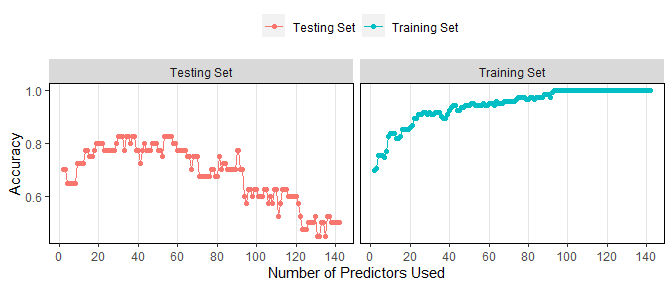 Testing Set Training Set
Testing Set Training Set
Accuracy
1.0
0.8
0.6
0 20 40 60 80 100 120 140 0 20 40 60 80 100 120 140
Number of Predictors Used